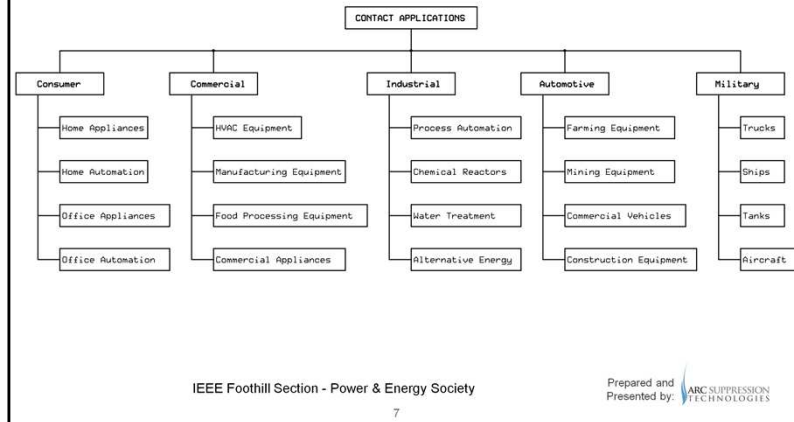 CONTACT APPLICATIONS
Consumer
Commercial
Industrial
Automotive
Military
Home Appliances
HVAC Equipment
Process Automation
Farming Equipment
Trucks
Home Automation
Manufacturing Equipment
Chemical Reactors
Mining Equipment
Ships
Office Appliances
Food Processing Equipment
Water Treatment
Commercial Vehicles
Tanks
Office Automation
Commercial Appliances
Alternative Energy
Construction Equipment
Aircraft
IEEE Foothill Section - Power & Energy Society
Prepared and
Presented by:
ARC SUPPRESSION
TECHNOLOGIES
7